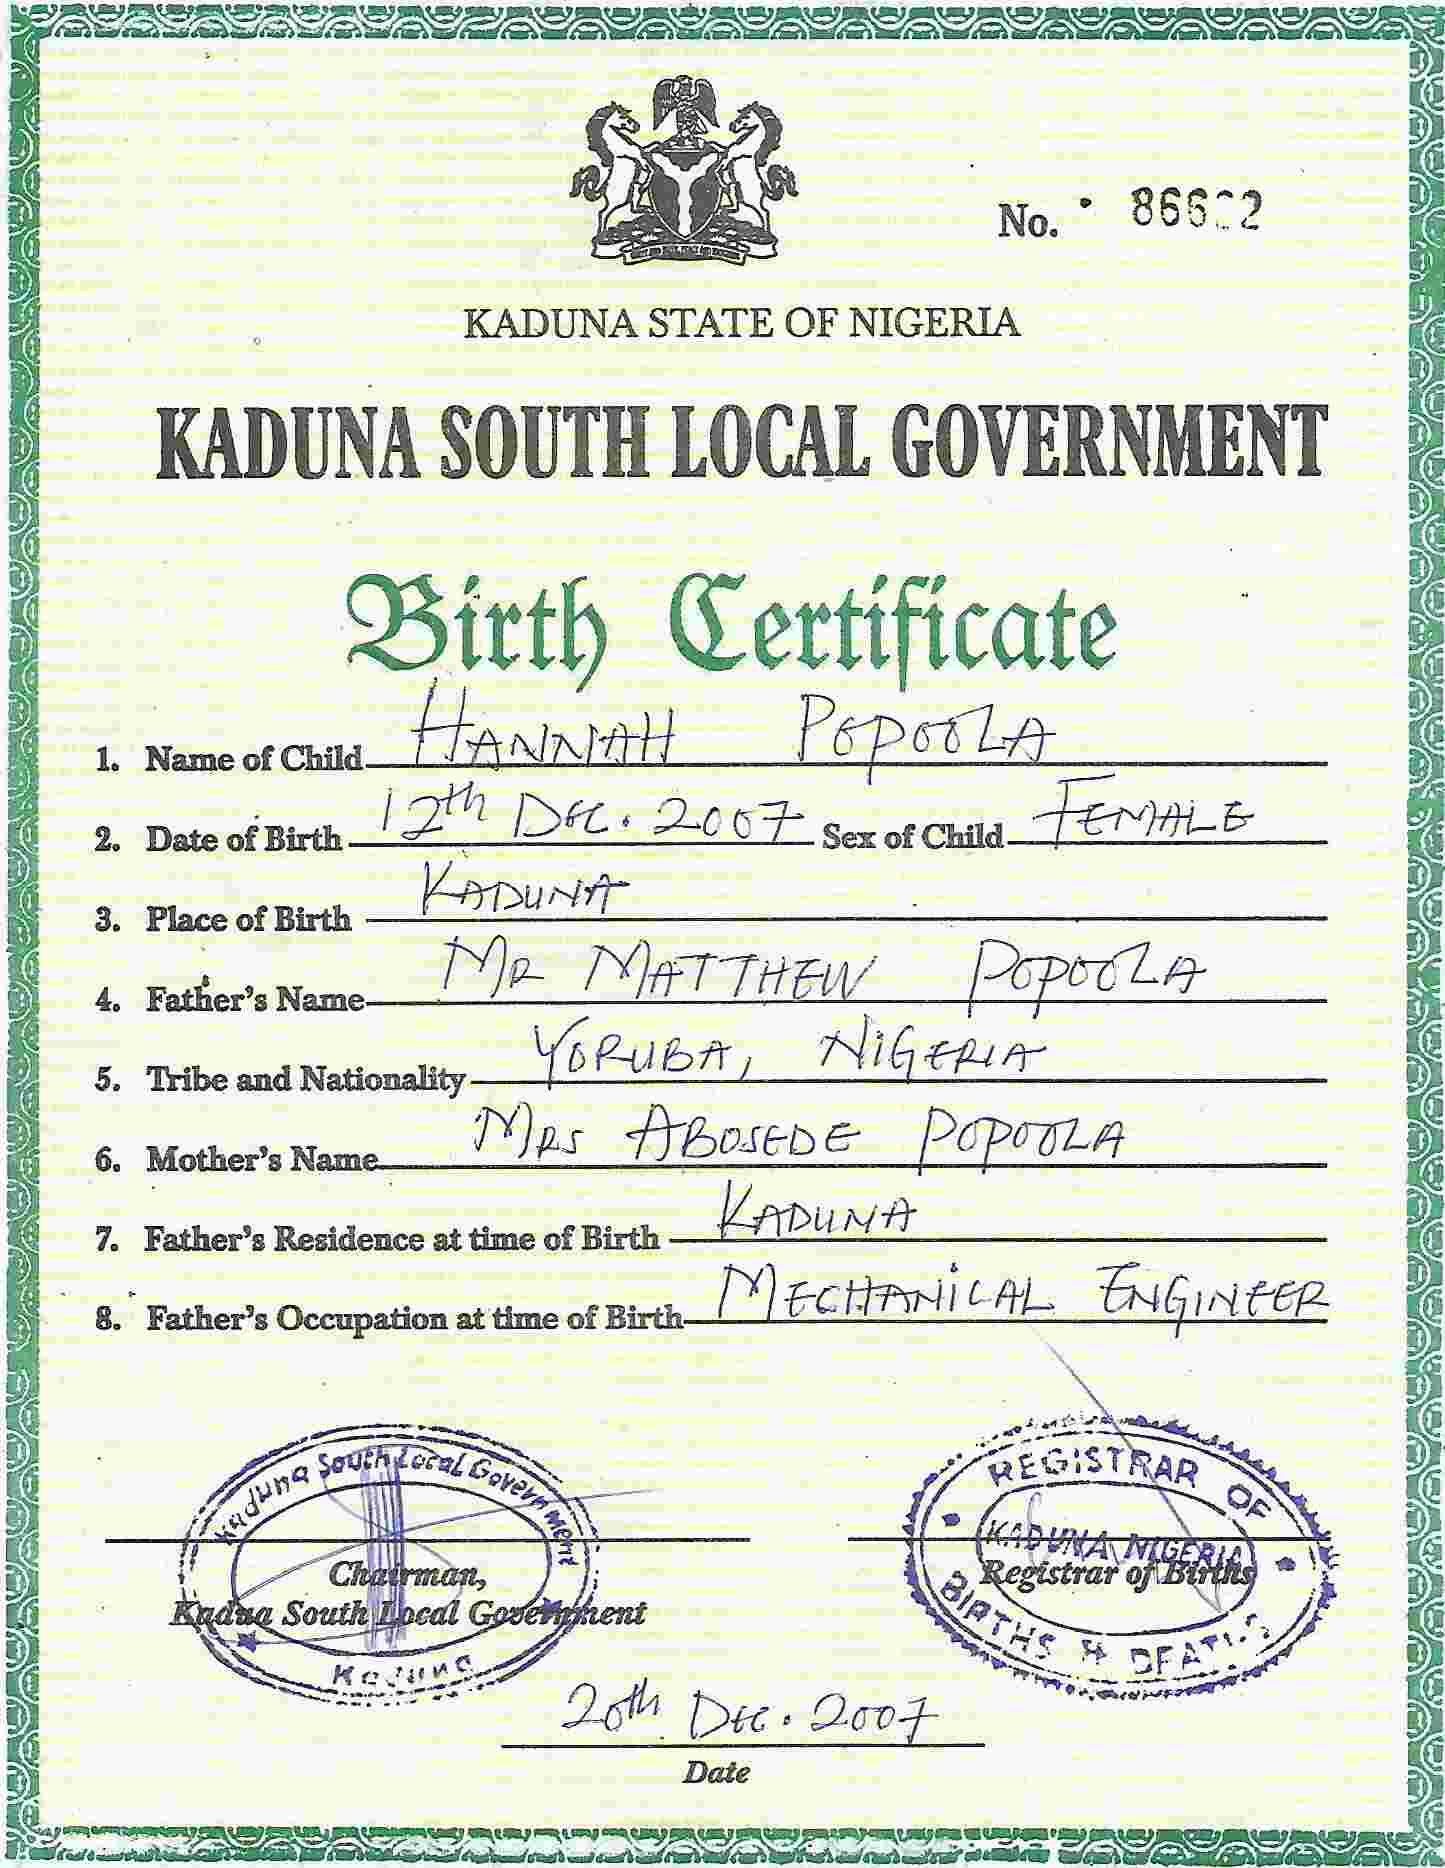 No.
KADUNA STATE OF NIGERIA
KADUNA SOUTH LOCAL GOVERNMENT
Birth Certificate
1. Name of Child HANNAH POPOOLA
2. Date of Birth 12th DEC. 2007 Sex of Child FEMALE
3. Place of Birth KADUNA
4. Father's Name MR MATTHEW POPOOLA
5. Tribe and Nationality YORUBA, NIGERIA
6. Mother's Name MRS ABOSEDE POPOOLA
7. Father's Residence at time of Birth KADUNA
8. Father's Occupation at time of Birth MECHANICAL ENGINEER
Kaduna South Local Government
Chairman,
Kaduna South Local Government
Kaduna
REGISTRAR OF
KADUNA NIGERIA
Registrar of Births
BIRTHS & DEATHS
20th DEC. 2007
Date